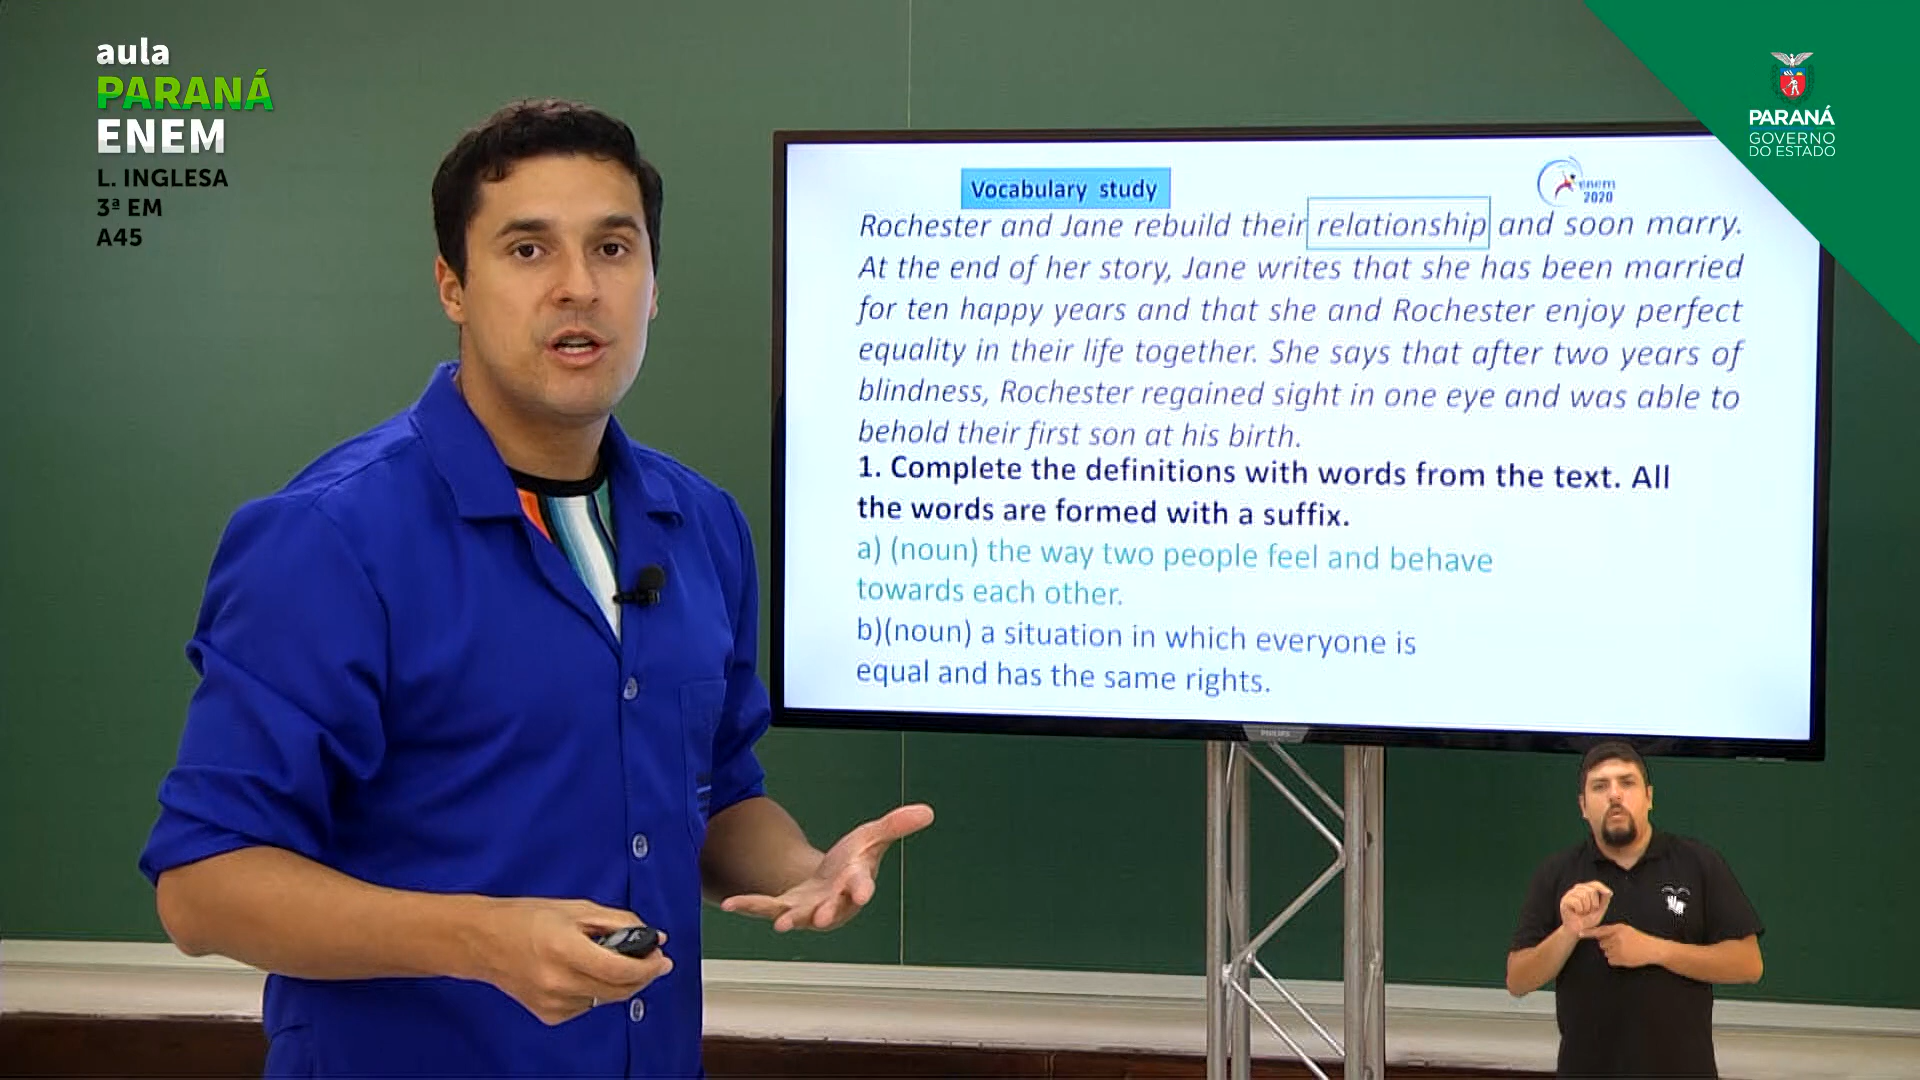 aula
PARANÁ
ENEM
L. INGLESA
3ª EM
A45
PARANÁ
GOVERNO
DO ESTADO
Vocabulary study
enem
2020
Rochester and Jane rebuild their relationship and soon marry.
At the end of her story, Jane writes that she has been married
for ten happy years and that she and Rochester enjoy perfect
equality in their life together. She says that after two years of
blindness, Rochester regained sight in one eye and was able to
behold their first son at his birth.
1. Complete the definitions with words from the text. All
the words are formed with a suffix.
a) (noun) the way two people feel and behave
towards each other.
b)(noun) a situation in which everyone is
equal and has the same rights.
PHILIPS